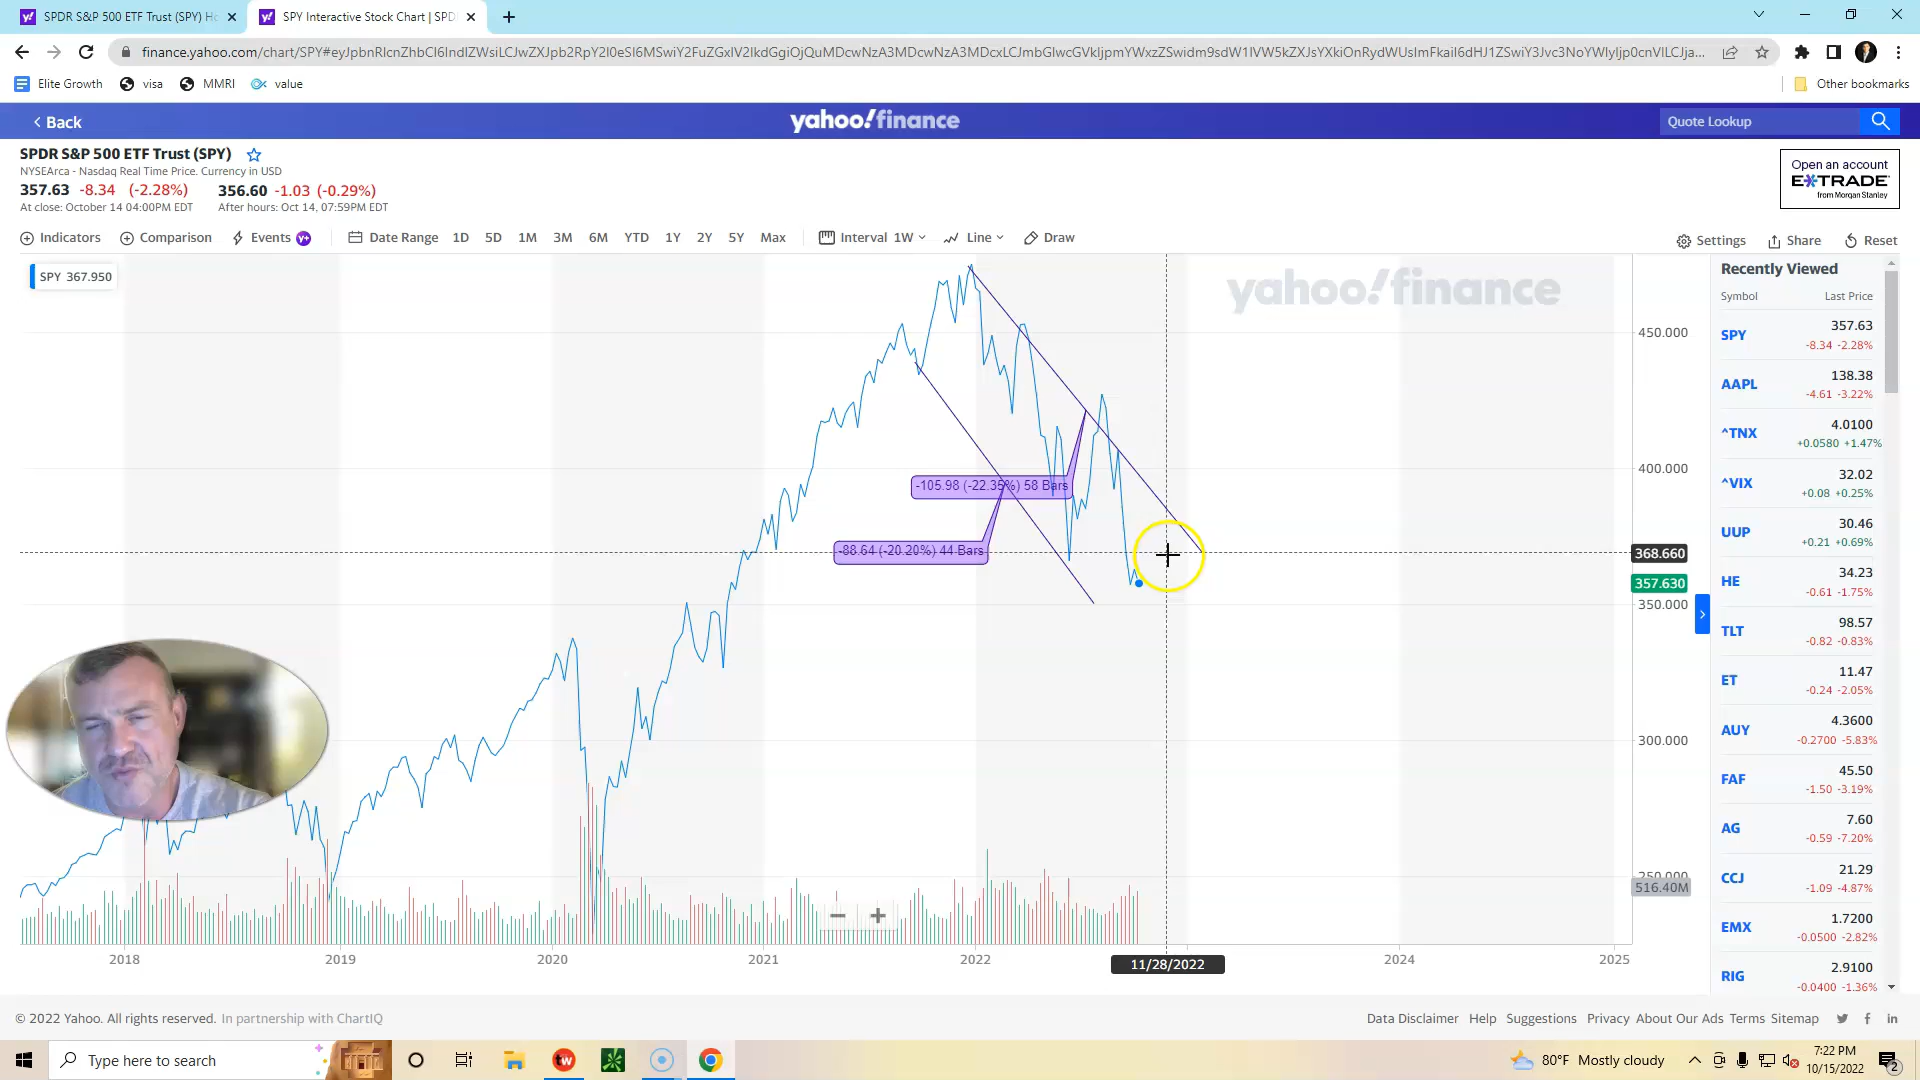 SPDR S&P 500 ETF Trust (SPY) Ho
SPY Interactive Stock Chart | SPD
finance.yahoo.com/chart/SPY#
Elite Growth
visa
MMRI
value
Other bookmarks
Back
yahoo!finance
Quote Lookup
SPDR S&P 500 ETF Trust (SPY)
NYSEArca - Nasdaq Real Time Price. Currency in USD
357.63 -8.34 (-2.28%) 356.60 -1.03 (-0.29%)
At close: October 14 04:00PM EDT After hours: Oct 14, 07:59PM EDT
Open an account
E*TRADE
from Morgan Stanley
Indicators Comparison Events Date Range 1D 5D 1M 3M 6M YTD 1Y 2Y 5Y Max Interval 1W Line Draw
Settings Share Reset
SPY 367.950
yahoo!finance
450.000
400.000
-105.98 (-22.35%) 58 Bars
-88.64 (-20.20%) 44 Bars
368.660
357.630
350.000
300.000
250.000
516.40M
2018 2019 2020 2021 2022 11/28/2022 2024 2025
Recently Viewed
Symbol Last Price
SPY 357.63
-8.34 -2.28%
AAPL 138.38
-4.61 -3.22%
^TNX 4.0100
+0.0580 +1.47%
^VIX 32.02
+0.08 +0.25%
UUP 30.46
+0.21 +0.69%
HE 34.23
-0.61 -1.75%
TLT 98.57
-0.82 -0.83%
ET 11.47
-0.24 -2.05%
AUY 4.3600
-0.2700 -5.83%
FAF 45.50
-1.50 -3.19%
AG 7.60
-0.59 -7.20%
CCJ 21.29
-1.09 -4.87%
EMX 1.7200
-0.0500 -2.82%
RIG 2.9100
-0.0400 -1.36%
© 2022 Yahoo. All rights reserved. In partnership with ChartIQ
Data Disclaimer Help Suggestions Privacy About Our Ads Terms Sitemap
Type here to search
tw
80°F Mostly cloudy
7:22 PM
10/15/2022
2